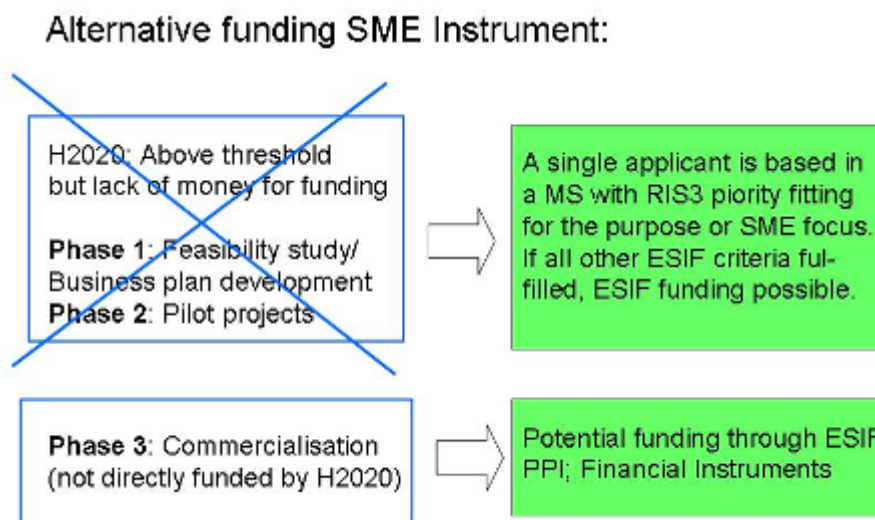 Alternative funding SME Instrument:
H2020: Above threshold
but lack of money for funding
Phase 1: Feasibility study/
Business plan development
Phase 2: Pilot projects
A single applicant is based in
a MS with RIS3 piority fitting
for the purpose or SME focus.
If all other ESIF criteria ful-
filled, ESIF funding possible.
Phase 3: Commercialisation
(not directly funded by H2020)
Potential funding through ESIF
PPI; Financial Instruments